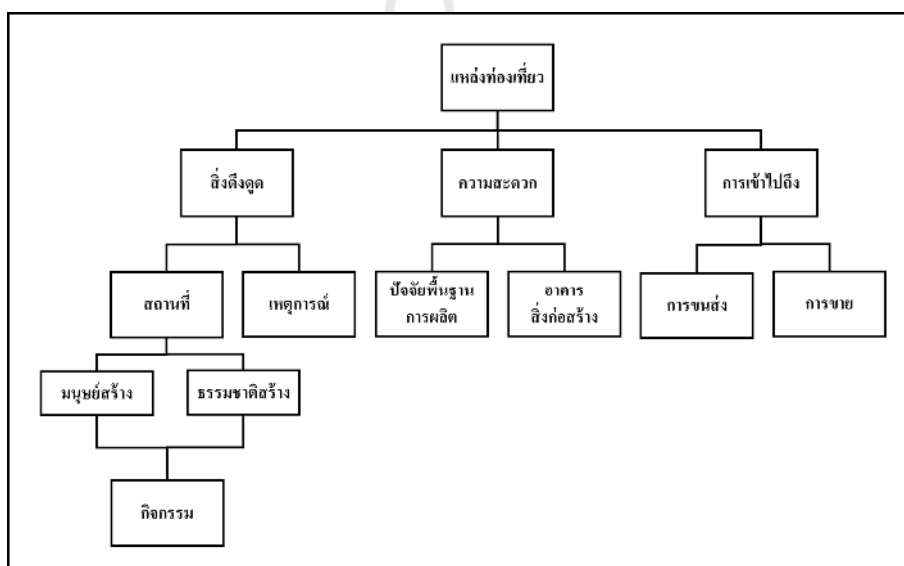 แหล่งท่องเที่ยว
สิ่งดึงดูด
ความสะดวก
การเข้าไปถึง
สถานที่
เหตุการณ์
ปัจจัยพื้นฐาน
การผลิต
อาคาร
สิ่งก่อสร้าง
การขนส่ง
การขาย
มนุษย์สร้าง
ธรรมชาติสร้าง
กิจกรรม